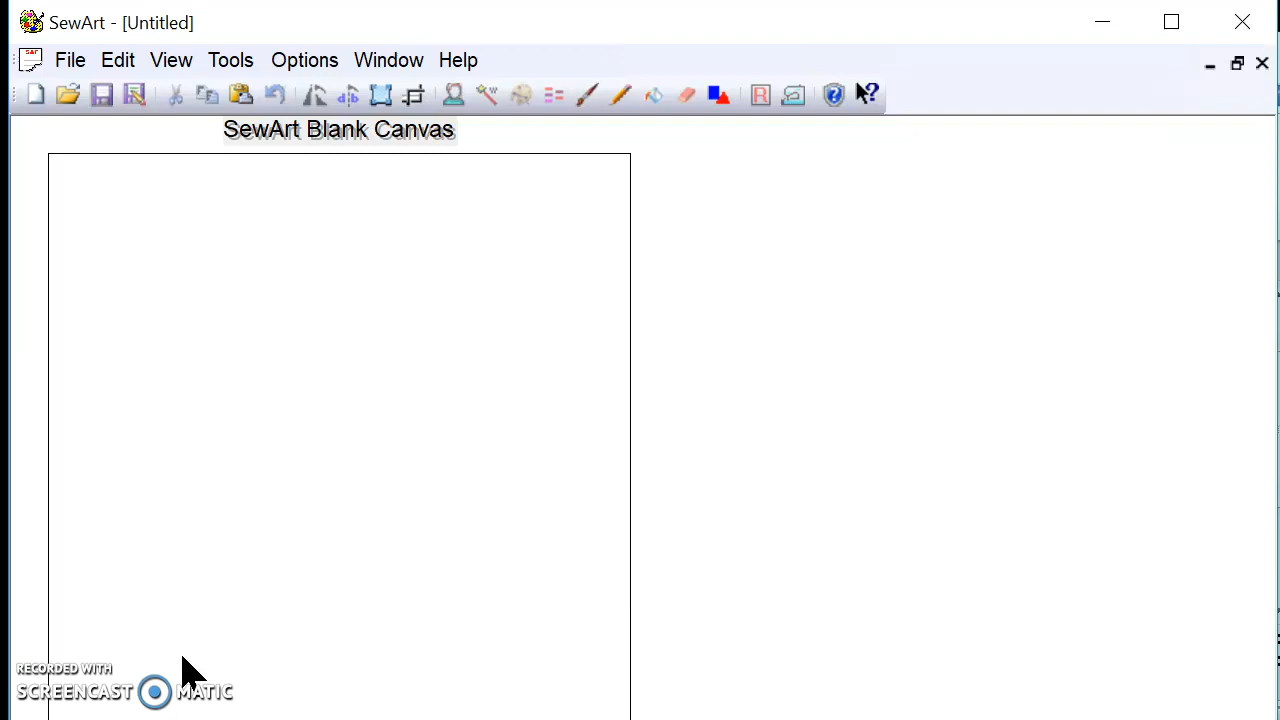 SewArt - [Untitled]
File Edit View Tools Options Window Help
SewArt Blank Canvas
RECORDED WITH
SCREENCAST MATIC